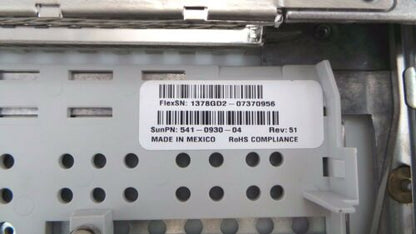 FlexSN: 1378GD2-07370956
SunPN: 541-0930-04 Rev: 51
MADE IN MEXICO RoHS COMPLIANCE